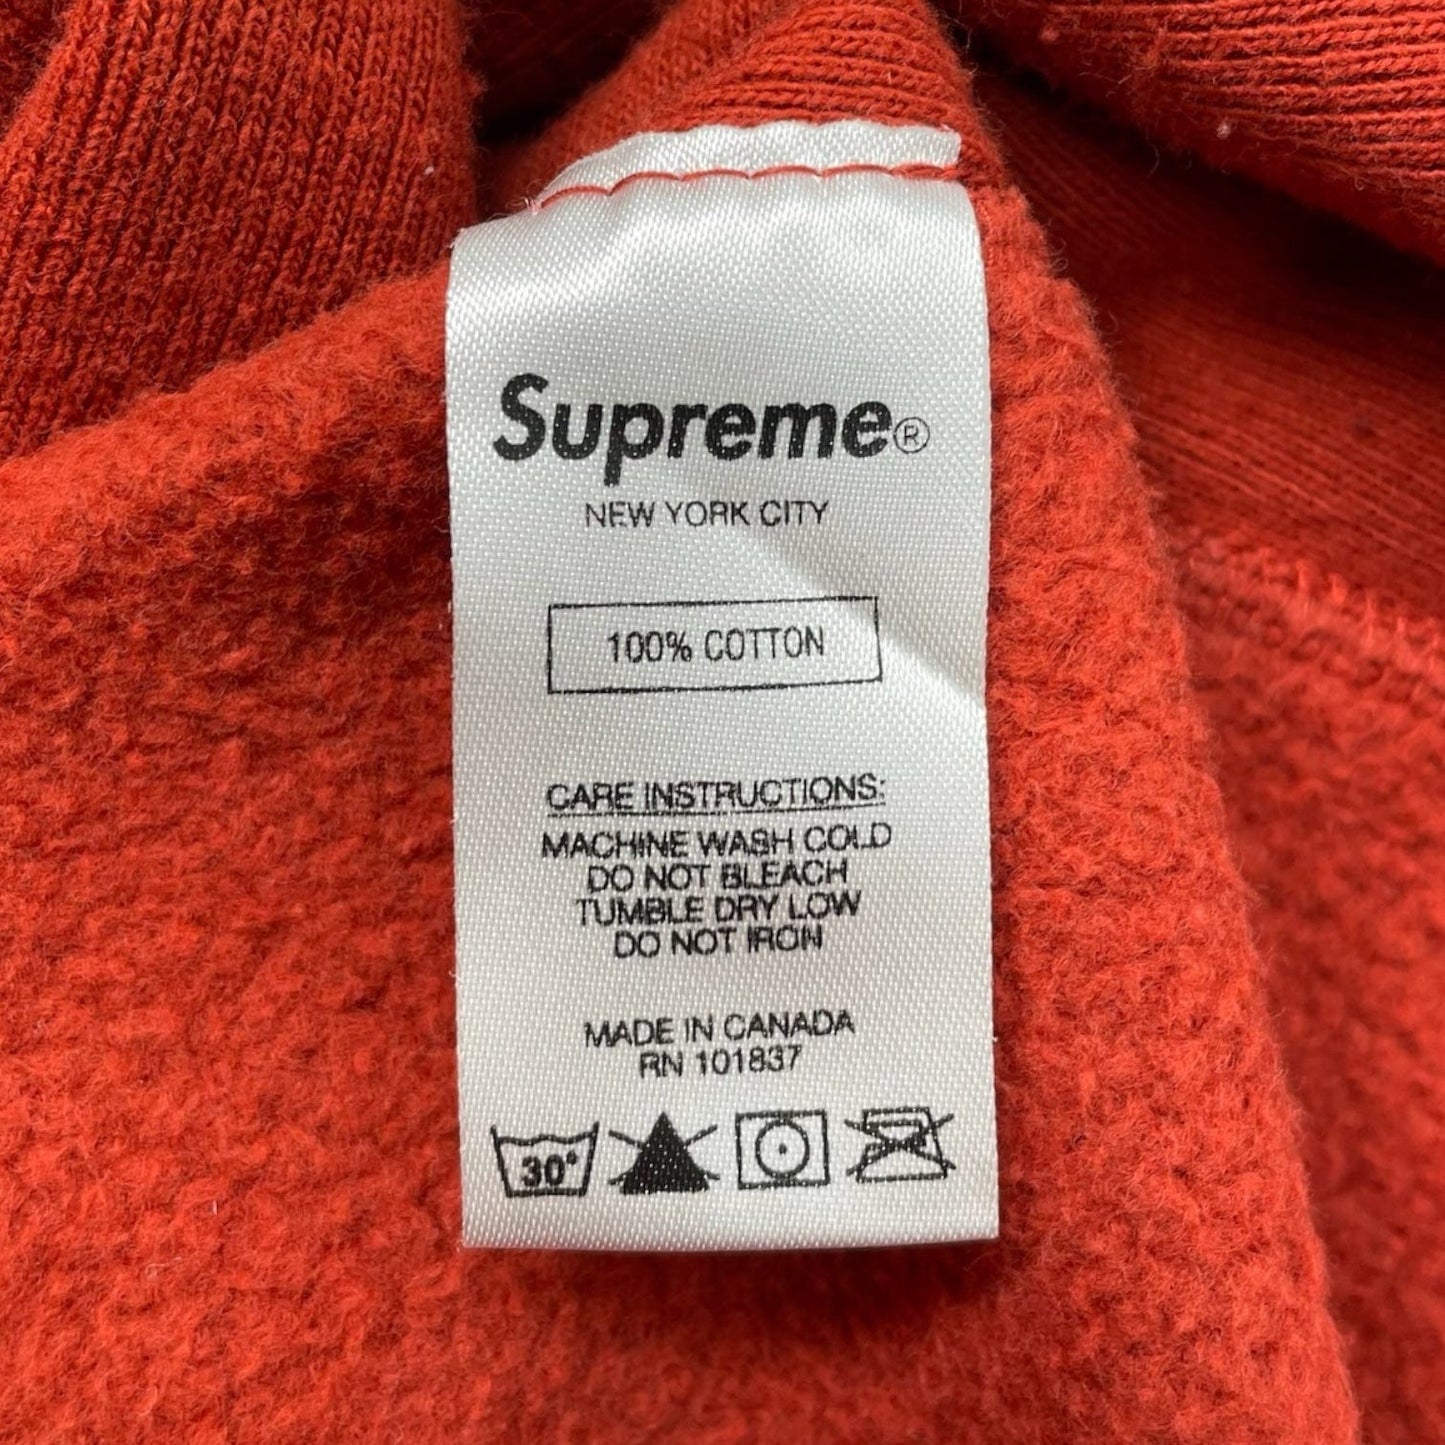 Supreme®
NEW YORK CITY
100% COTTON
CARE INSTRUCTIONS:
MACHINE WASH COLD
DO NOT BLEACH
TUMBLE DRY LOW
DO NOT IRON
MADE IN CANADA
RN 101837
30°